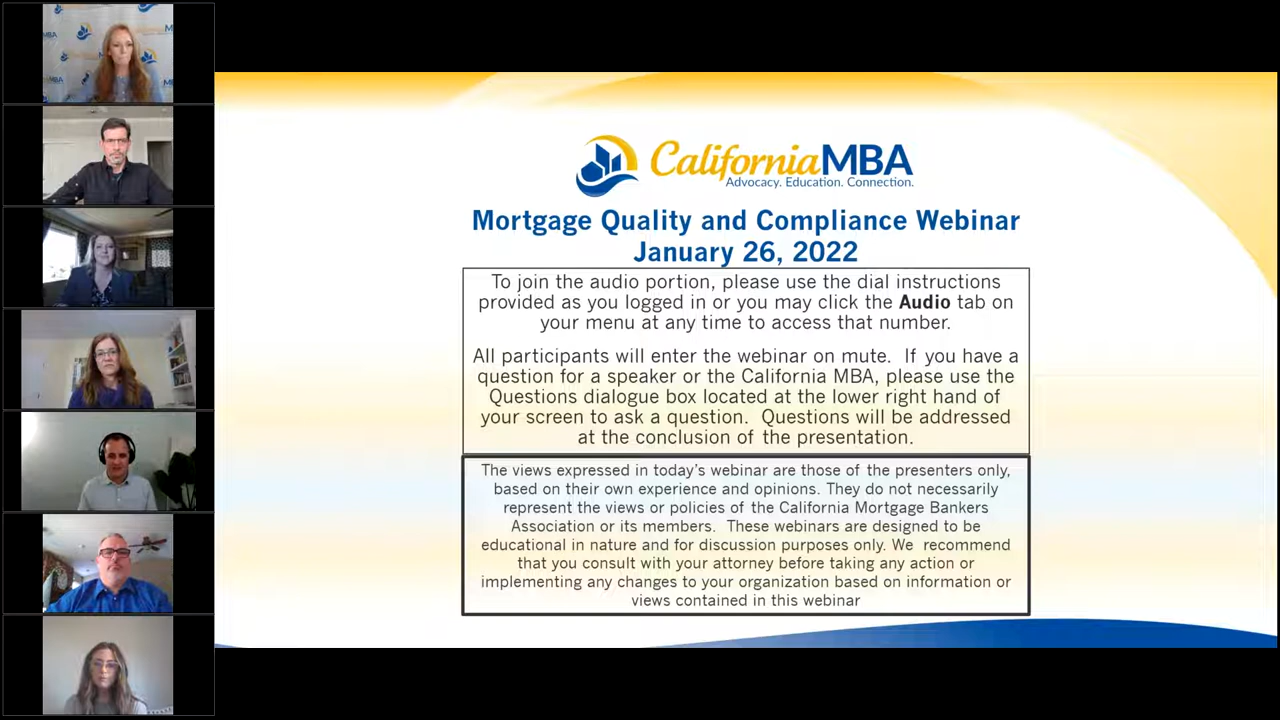 California MBA
Advocacy. Education. Connection.
Mortgage Quality and Compliance Webinar
January 26, 2022
To join the audio portion, please use the dial instructions
provided as you logged in or you may click the Audio tab on
your menu at any time to access that number.
All participants will enter the webinar on mute.  If you have a
question for a speaker or the California MBA, please use the
Questions dialogue box located at the lower right hand of
your screen to ask a question.  Questions will be addressed
at the conclusion of the presentation.
The views expressed in today's webinar are those of the presenters only,
based on their own experience and opinions. They do not necessarily
represent the views or policies of the California Mortgage Bankers
Association or its members.  These webinars are designed to be
educational in nature and for discussion purposes only. We  recommend
that you consult with your attorney before taking any action or
implementing any changes to your organization based on information or
views contained in this webinar
MBA